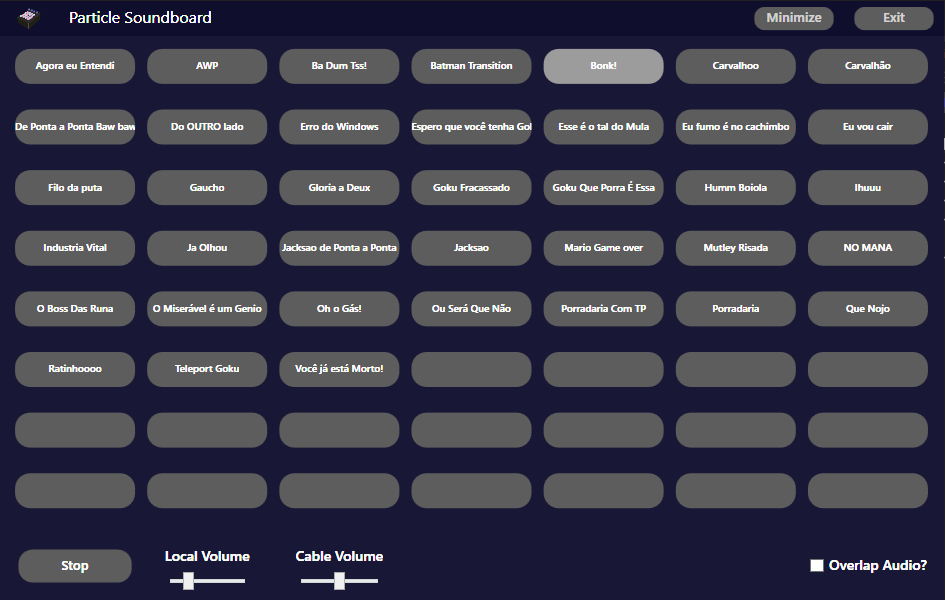 Particle Soundboard
Minimize
Exit
Agora eu Entendi
AWP
Ba Dum Tss!
Batman Transition
Bonk!
Carvalhoo
Carvalhão
De Ponta a Ponta Baw baw
Do OUTRO lado
Erro do Windows
Espero que você tenha Gol
Esse é o tal do Mula
Eu fumo é no cachimbo
Eu vou cair
Filo da puta
Gaucho
Gloria a Deux
Goku Fracassado
Goku Que Porra É Essa
Humm Boiola
Ihuuu
Industria Vital
Ja Olhou
Jacksao de Ponta a Ponta
Jacksao
Mario Game over
Mutley Risada
NO MANA
O Boss Das Runa
O Miserável é um Genio
Oh o Gás!
Ou Será Que Não
Porradaria Com TP
Porradaria
Que Nojo
Ratinhoooo
Teleport Goku
Você já está Morto!
Stop
Local Volume
Cable Volume
Overlap Audio?